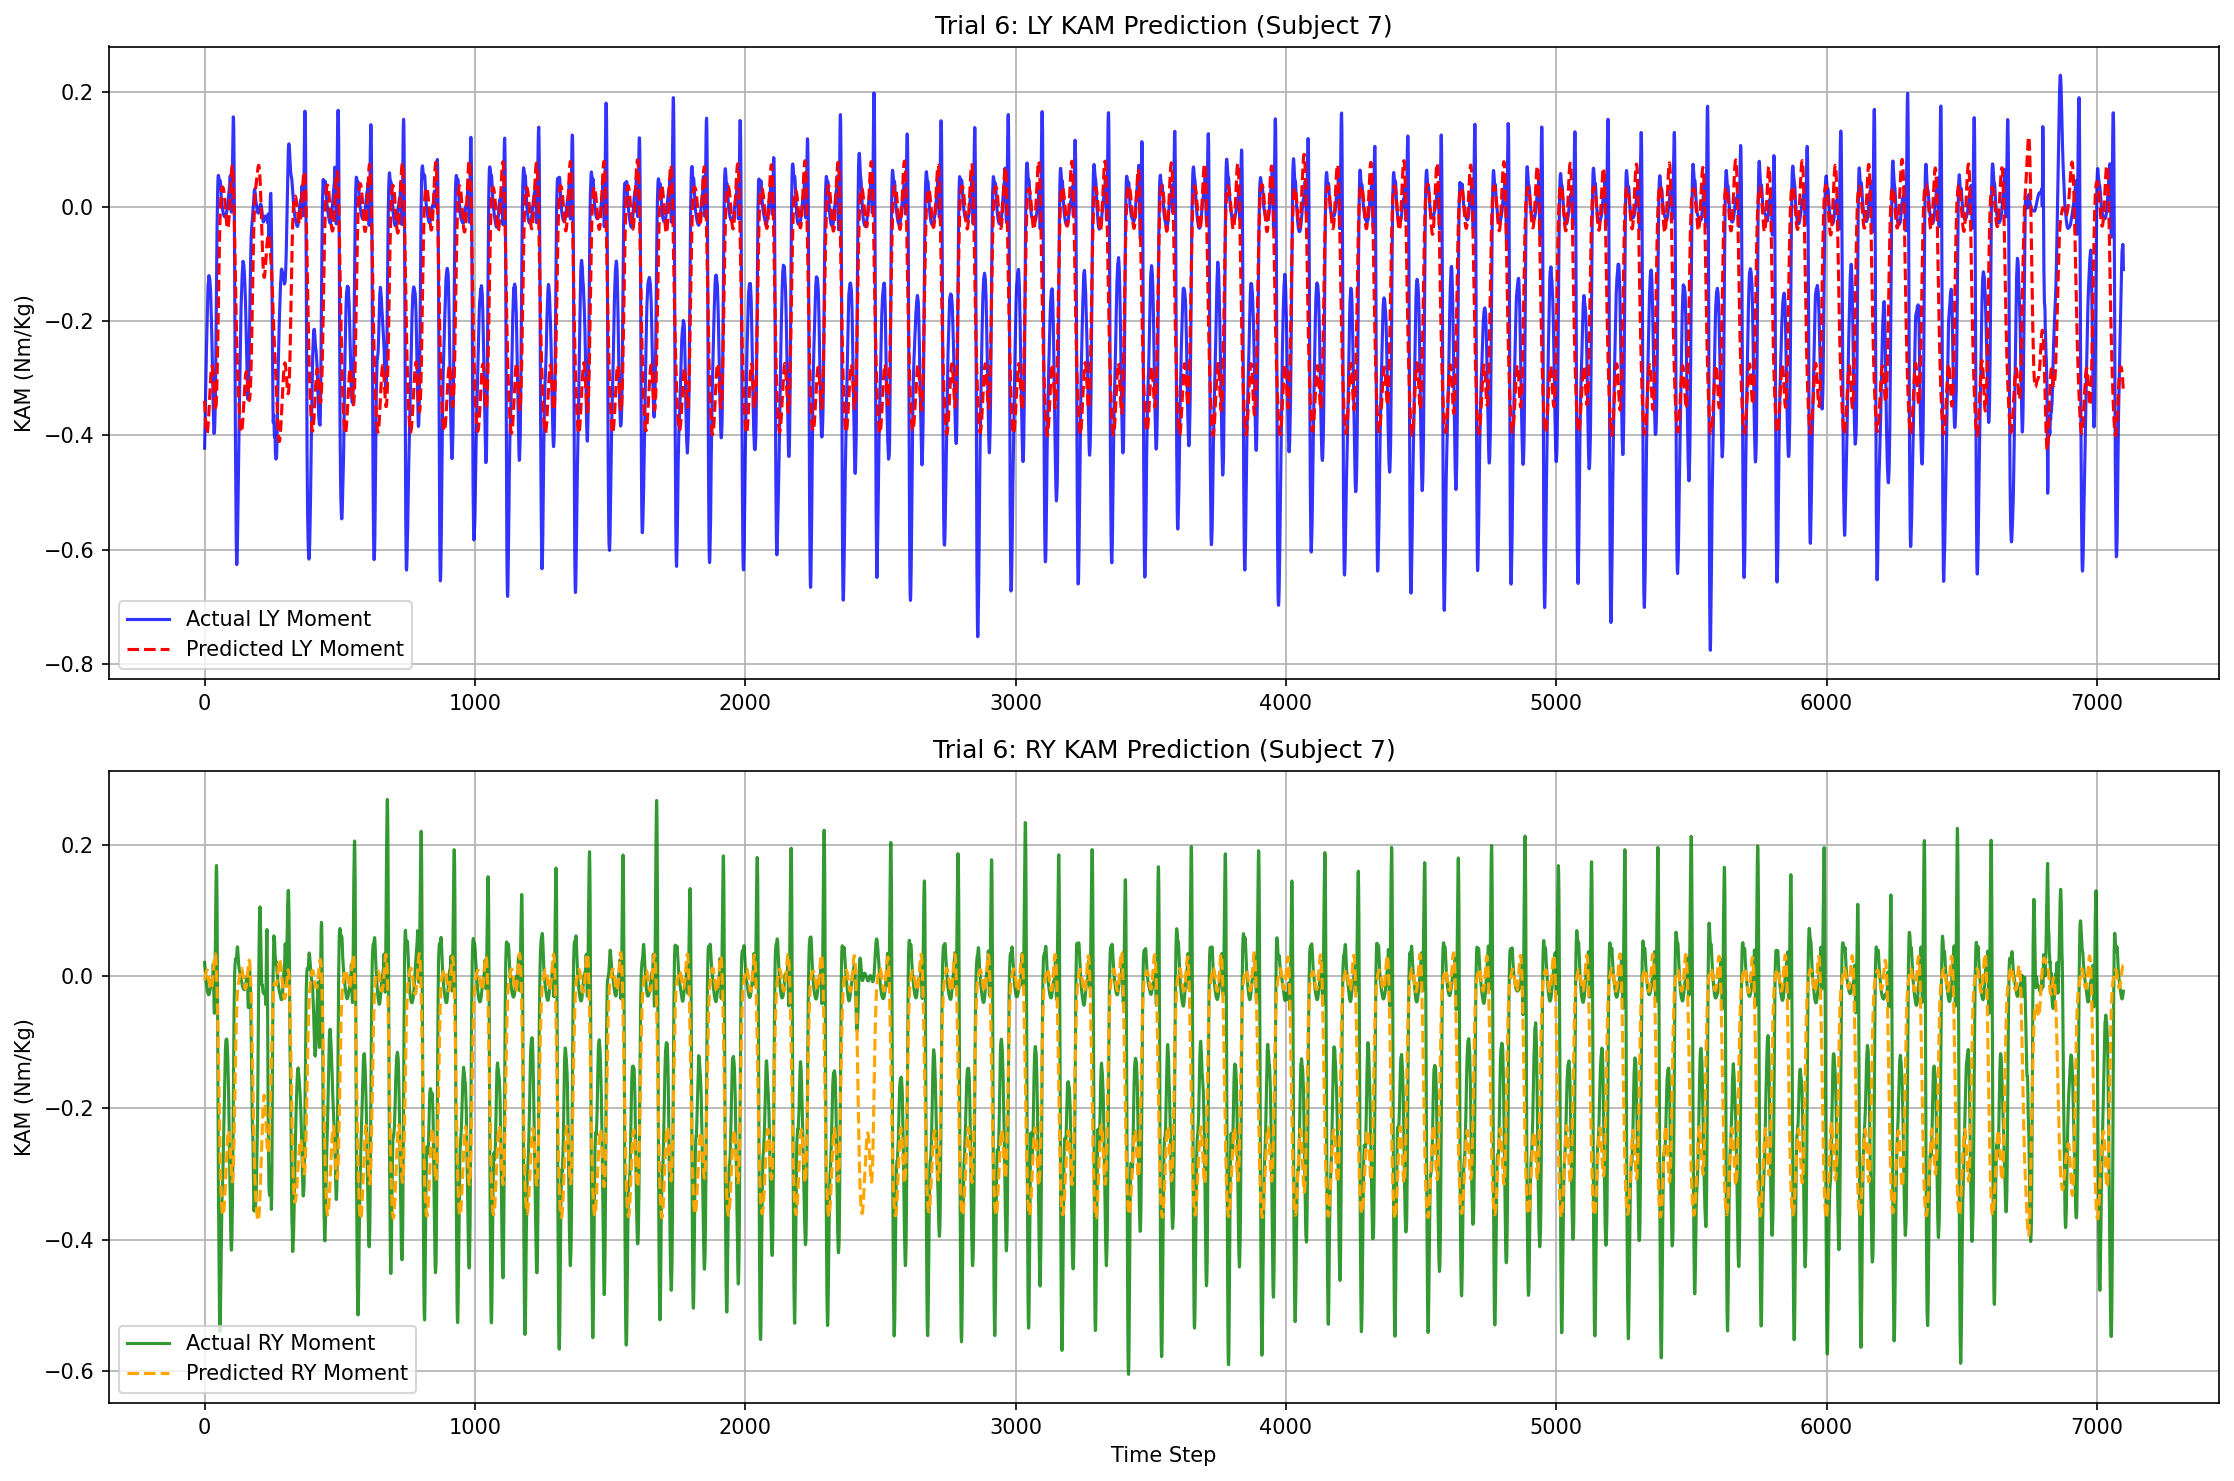 Trial 6: LY KAM Prediction (Subject 7)
KAM (Nm/Kg)
0.2
0.0
−0.2
−0.4
−0.6
−0.8
Actual LY Moment
Predicted LY Moment
0 1000 2000 3000 4000 5000 6000 7000
Trial 6: RY KAM Prediction (Subject 7)
KAM (Nm/Kg)
0.2
0.0
−0.2
−0.4
−0.6
Actual RY Moment
Predicted RY Moment
0 1000 2000 3000 4000 5000 6000 7000
Time Step